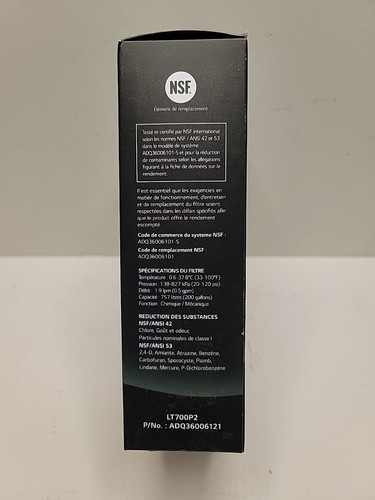 NSF.
Élément de remplacement
Testé et certifié par NSF international
selon les normes NSF / ANSI 42 et 53
dans le modèle de système
ADQ36006101-S et pour la réduction
de contaminants selon les allégations
figurant à la fiche de données sur le
rendement.
Il est essentiel que les exigences en
matière de fonctionnement, d'entretien
et de remplacement du filtre soient
respectées dans les délais spécifiés afin
que le produit offre le rendement
escompté
Code de commerce du systeme NSF :
ADQ36006101-S
Code de remplacement NSF :
ADQ36006101
SPÉCIFICATIONS DU FILTRE
Température : 0.6-37.8°C (33-100°F)
Pression : 138-827 kPa (20-120 psi)
Débit : 1.9 lpm (0.5 gpm)
Capacité : 757 litres (200 gallons)
Fonction : Chimique / Mécanique
REDUCTION DES SUBSTANCES
NSF/ANSI 42
Chlore, Goût et odeur,
Particules nominales de classe I
NSF/ANSI 53
2,4-D, Amiante, Atrazine, Benzène,
Carbofuran, Sporocyste, Plomb,
Lindane, Mercure, P-Dichlorobenzène
LT700P2
P/No. : ADQ36006121